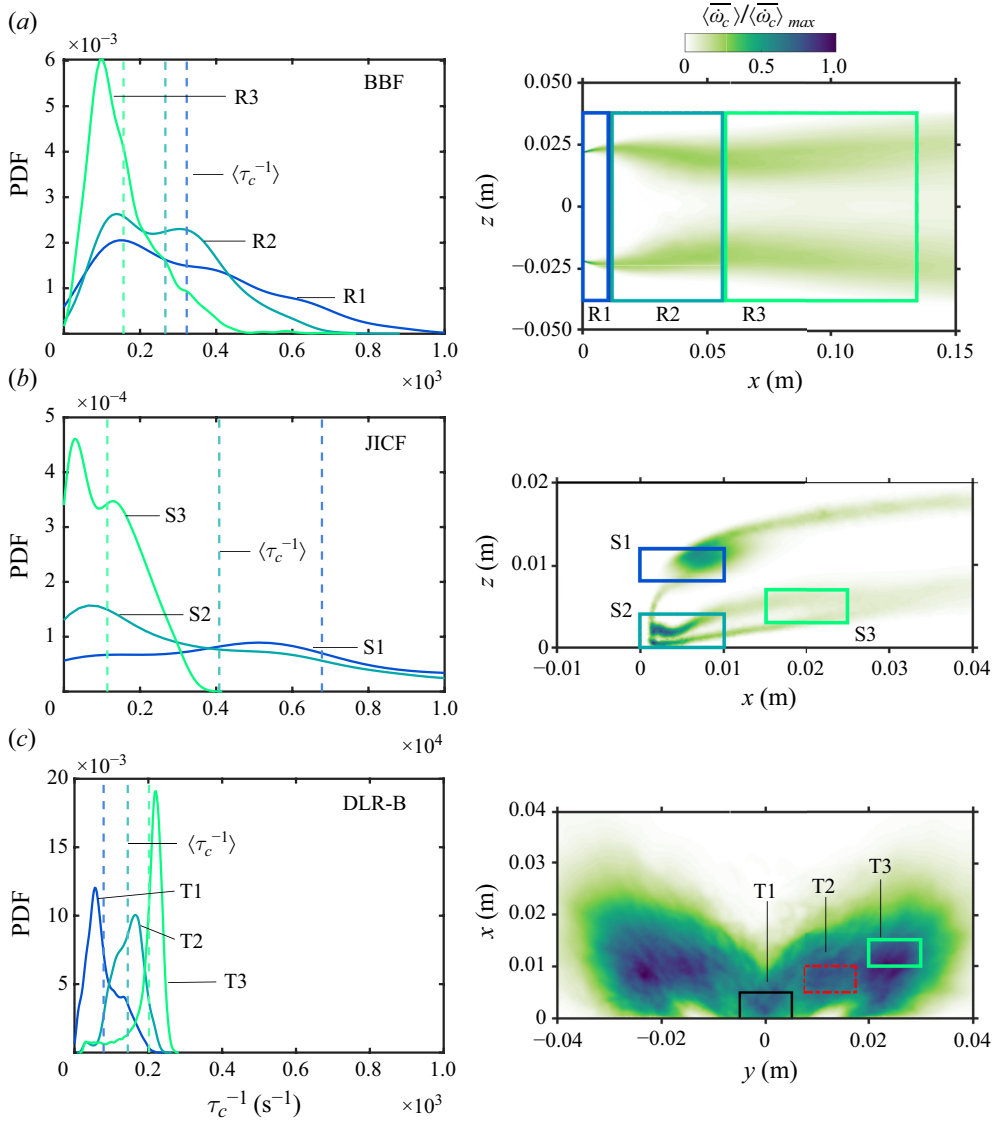 (a)
×10⁻³
6
5
4
3
2
1
0
PDF
BBF
R3
⟨τc⁻¹⟩
R2
R1
0.2
0.4
0.6
0.8
1.0
×10³
⟨ω̇c⟩/⟨ω̇c⟩max
0
0.5
1.0
0.050
0.025
0
−0.025
−0.050
z (m)
R1
R2
R3
0
0.05
0.10
0.15
x (m)
(b)
×10⁻⁴
5
4
3
2
1
0
PDF
JICF
S3
⟨τc⁻¹⟩
S2
S1
0.2
0.4
0.6
0.8
1.0
×10⁴
0.02
0.01
0
z (m)
S1
S2
S3
−0.01
0
0.01
0.02
0.03
0.04
x (m)
(c)
×10⁻³
20
15
10
5
0
PDF
DLR-B
⟨τc⁻¹⟩
T1
T2
T3
0.2
0.4
0.6
0.8
1.0
τc⁻¹ (s⁻¹)
×10³
0.04
0.03
0.02
0.01
0
x (m)
T1
T2
T3
−0.04
−0.02
0
0.02
0.04
y (m)